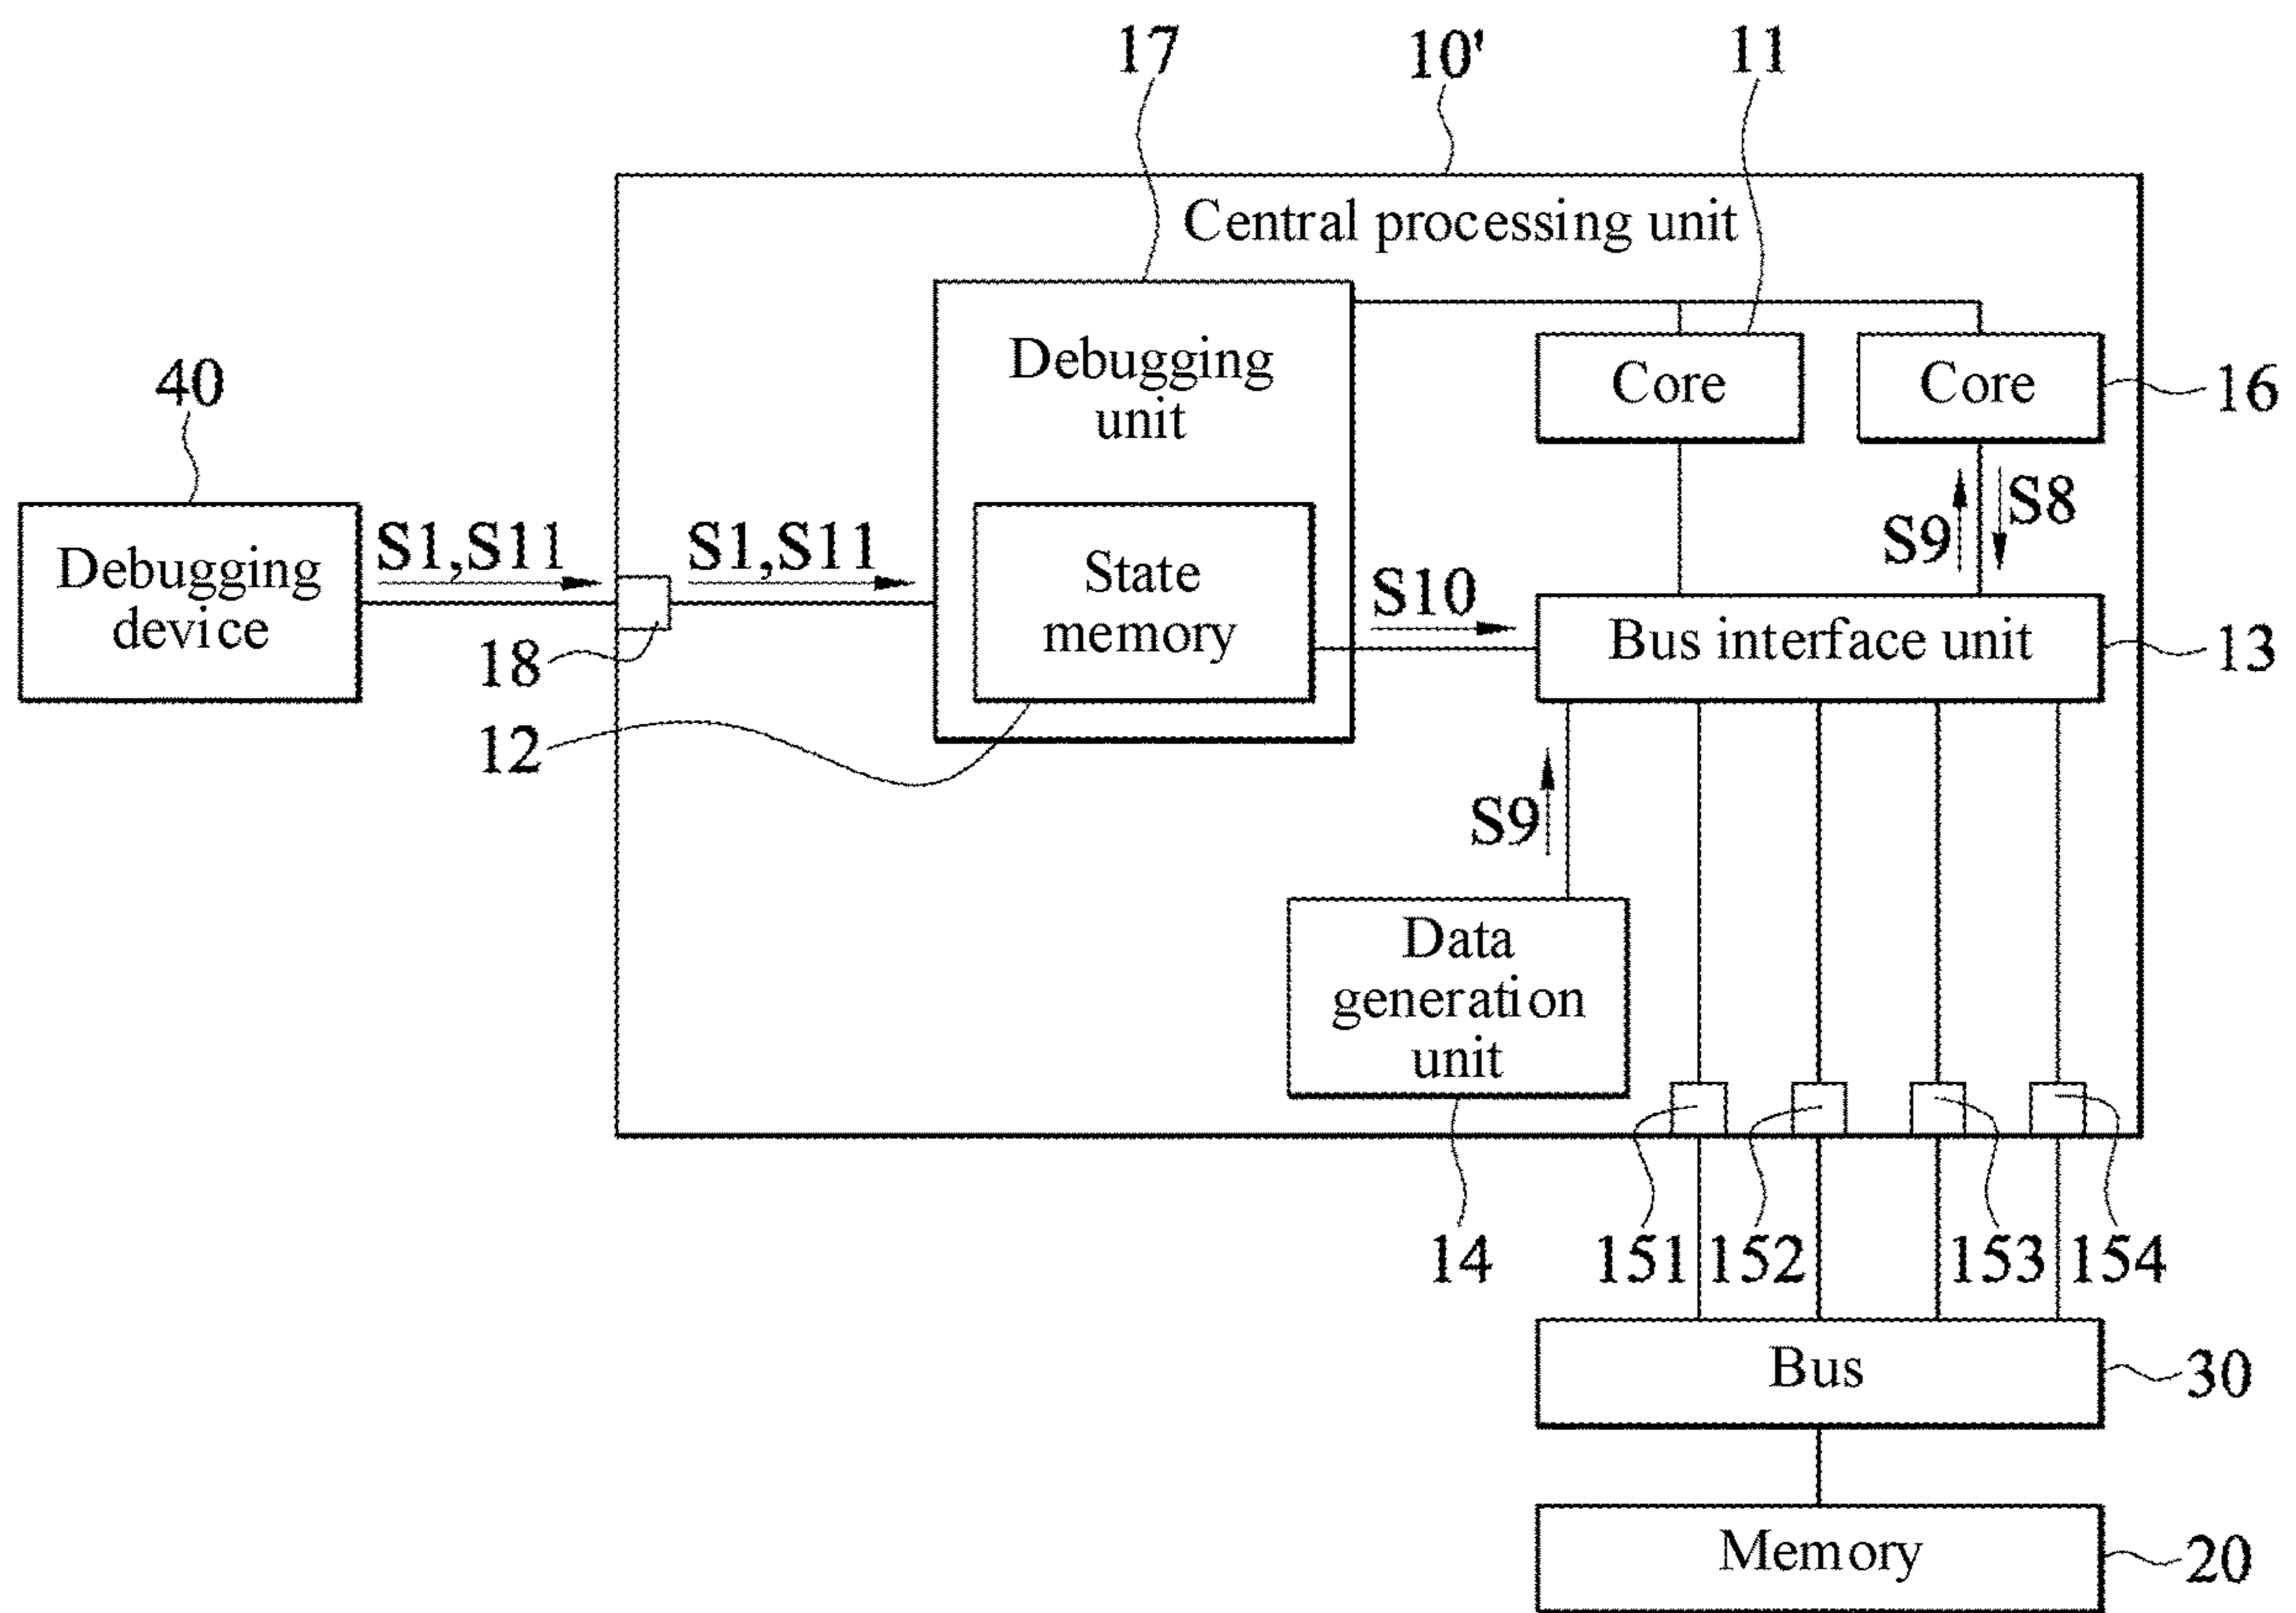 17
10'
11
Central processing unit
Debugging
unit
Core
Core
16
40
Debugging
device
S1,S11
S1,S11
18
State
memory
12
S10
S9
S8
Bus interface unit
13
S9
Data
generation
unit
14
151
152
153
154
Bus
30
Memory
20